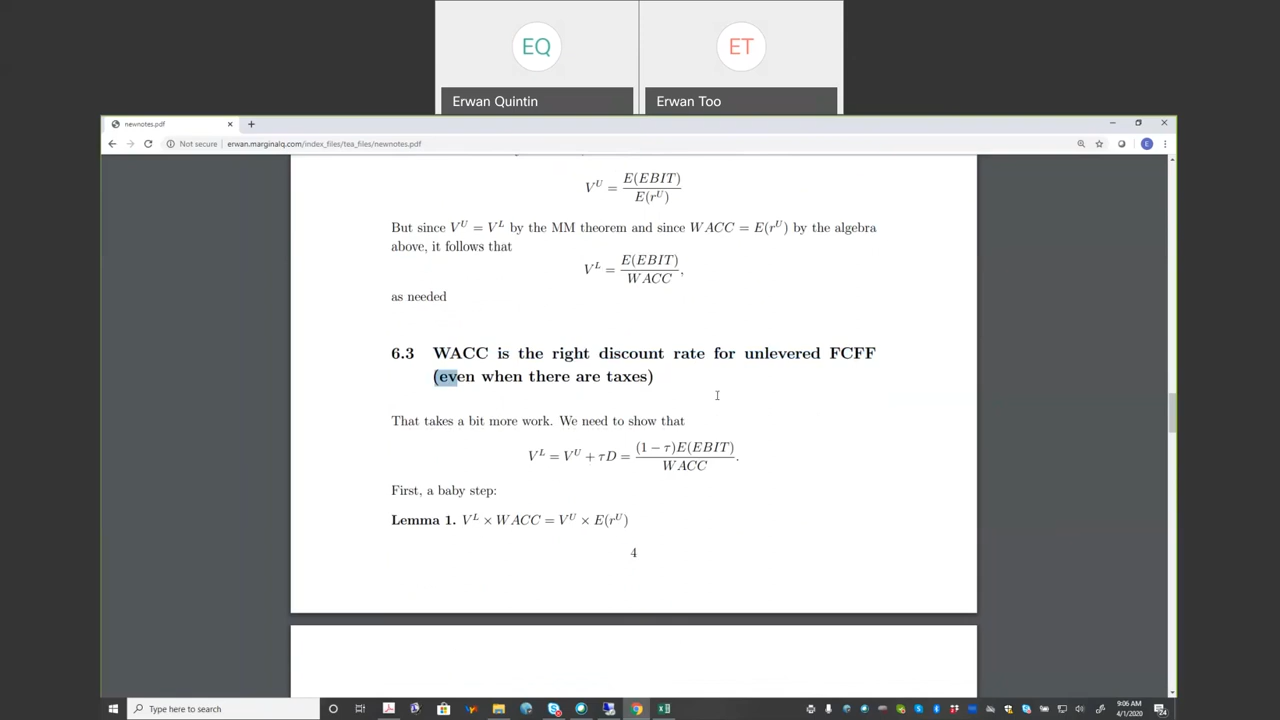 EQ
ET
Erwan Quintin
Erwan Too
newnotes.pdf
Not secure
erwan.marginalq.com/index_files/tea_files/newnotes.pdf
V^U = E(EBIT) / E(r^U)
But since V^U = V^L by the MM theorem and since WACC = E(r^U) by the algebra
above, it follows that
V^L = E(EBIT) / WACC,
as needed
6.3 WACC is the right discount rate for unlevered FCFF
(even when there are taxes)
That takes a bit more work. We need to show that
V^L = V^U + τD = (1 − τ)E(EBIT) / WACC.
First, a baby step:
Lemma 1. V^L × WACC = V^U × E(r^U)
4
Type here to search
9:06 AM
4/1/2020